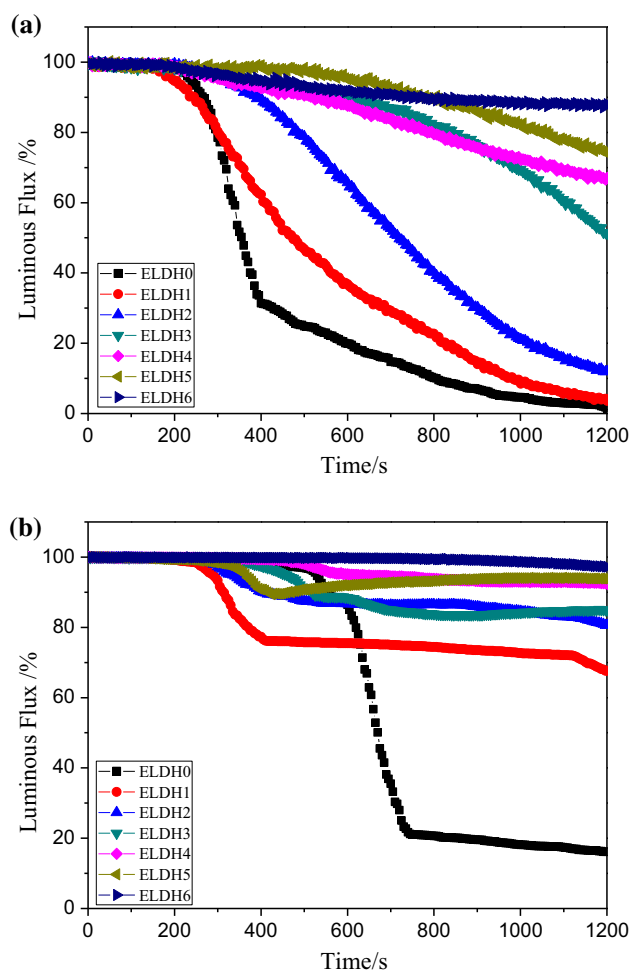 (a)
100
80
60
40
20
0
Luminous Flux /%
ELDH0
ELDH1
ELDH2
ELDH3
ELDH4
ELDH5
ELDH6
0 200 400 600 800 1000 1200
Time/s
(b)
100
80
60
40
20
0
Luminous Flux /%
ELDH0
ELDH1
ELDH2
ELDH3
ELDH4
ELDH5
ELDH6
0 200 400 600 800 1000 1200
Time/s